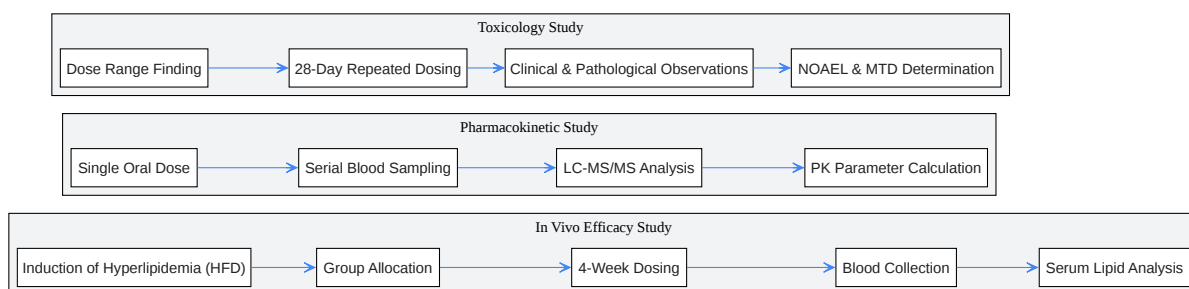 Toxicology Study
Dose Range Finding
28-Day Repeated Dosing
Clinical & Pathological Observations
NOAEL & MTD Determination
Pharmacokinetic Study
Single Oral Dose
Serial Blood Sampling
LC-MS/MS Analysis
PK Parameter Calculation
In Vivo Efficacy Study
Induction of Hyperlipidemia (HFD)
Group Allocation
4-Week Dosing
Blood Collection
Serum Lipid Analysis